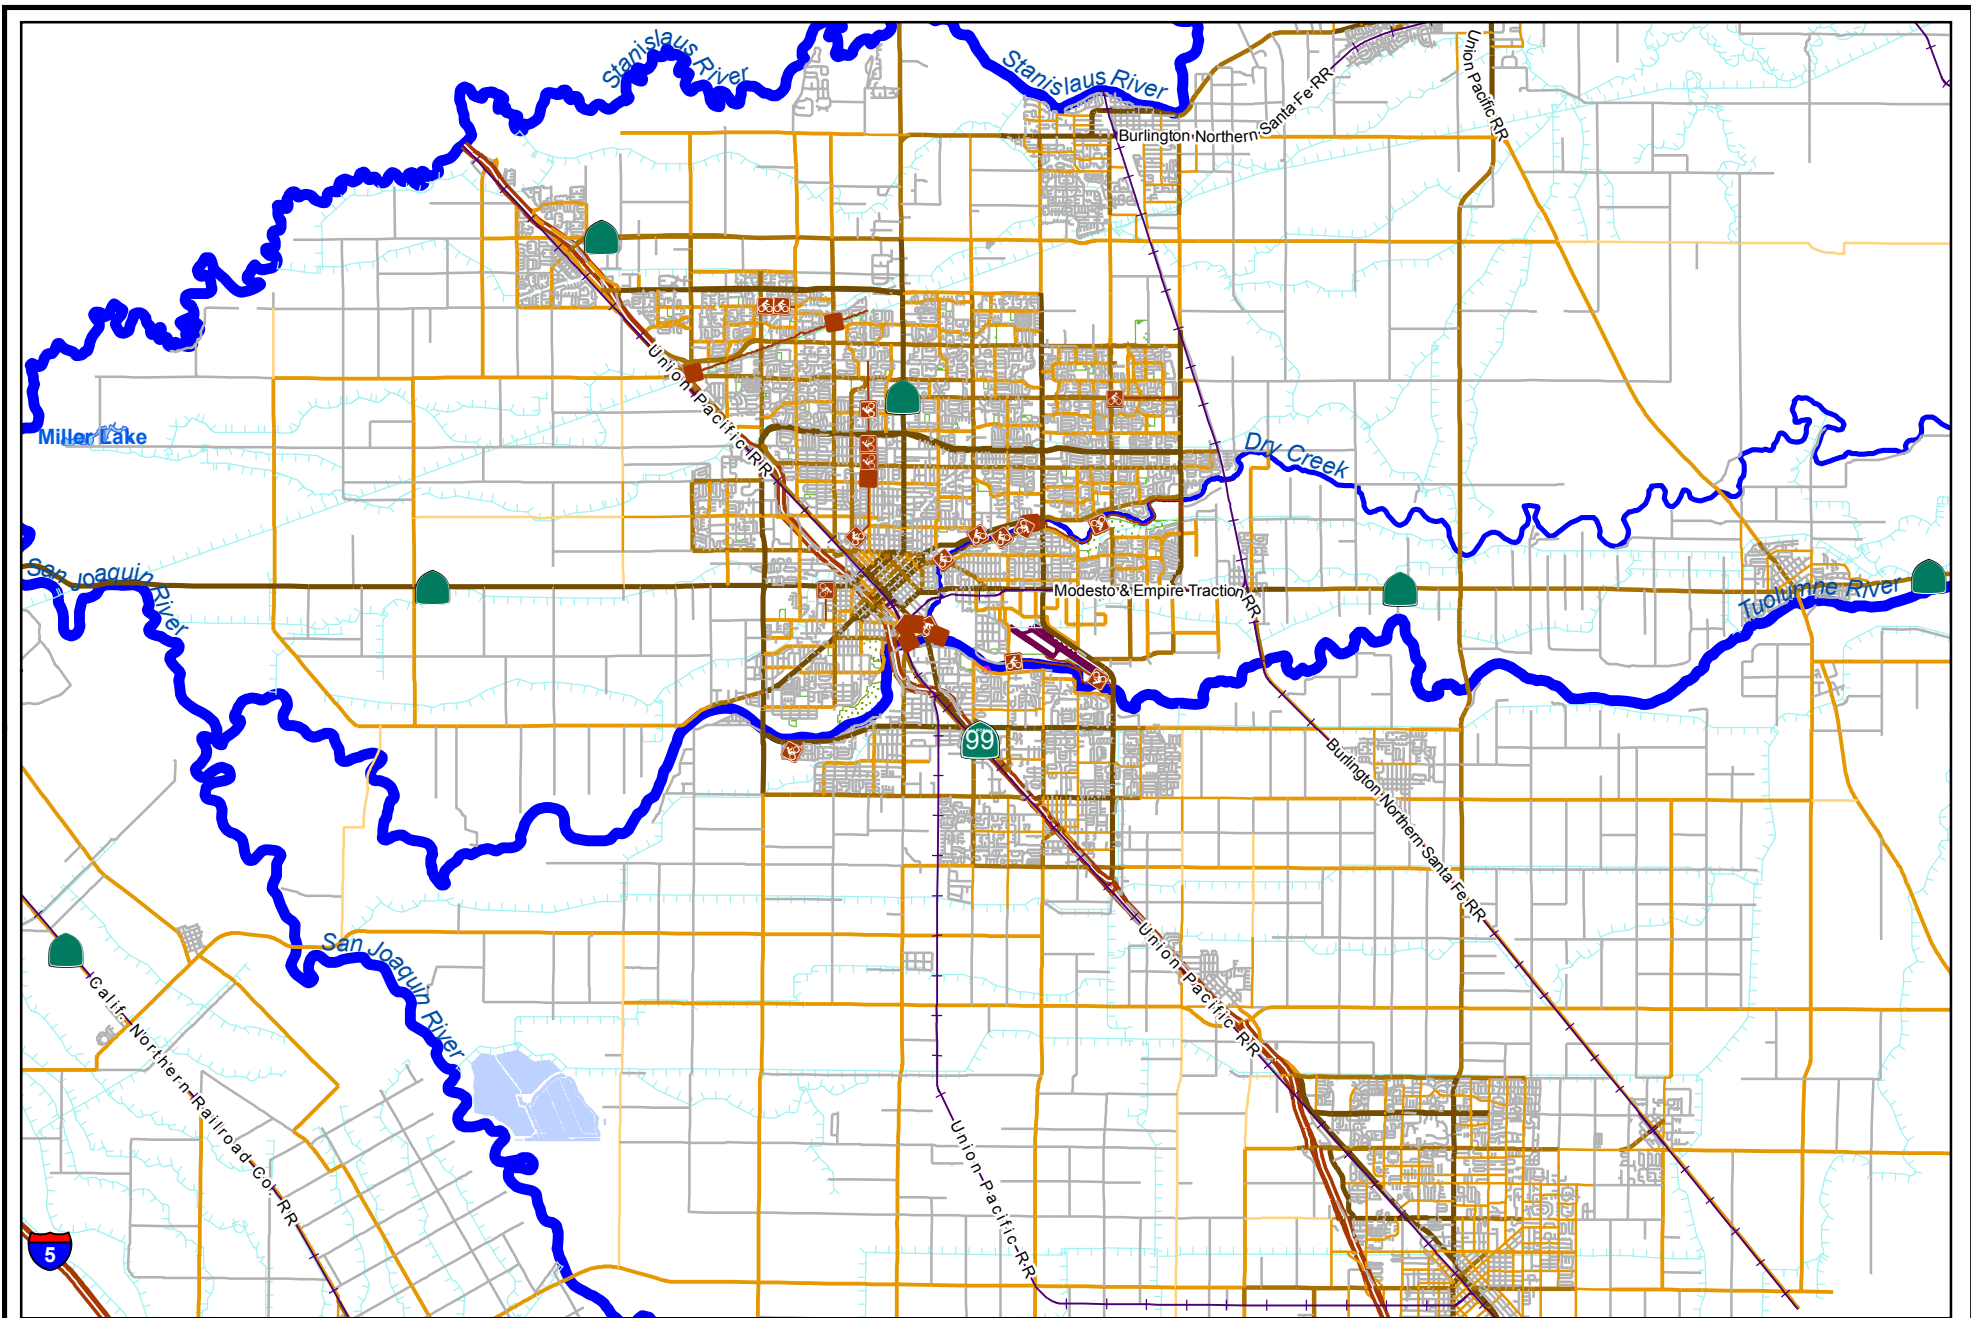 Stanislaus River
Stanislaus River
Union Pacific RR
Burlington Northern Santa Fe RR
Union Pacific RR
Miller Lake
Dry Creek
San Joaquin River
Modesto & Empire Traction RR
Tuolumne River
99
Burlington Northern Santa Fe RR
San Joaquin River
Union Pacific RR
Calif. Northern Railroad Co. RR
Union Pacific RR
5